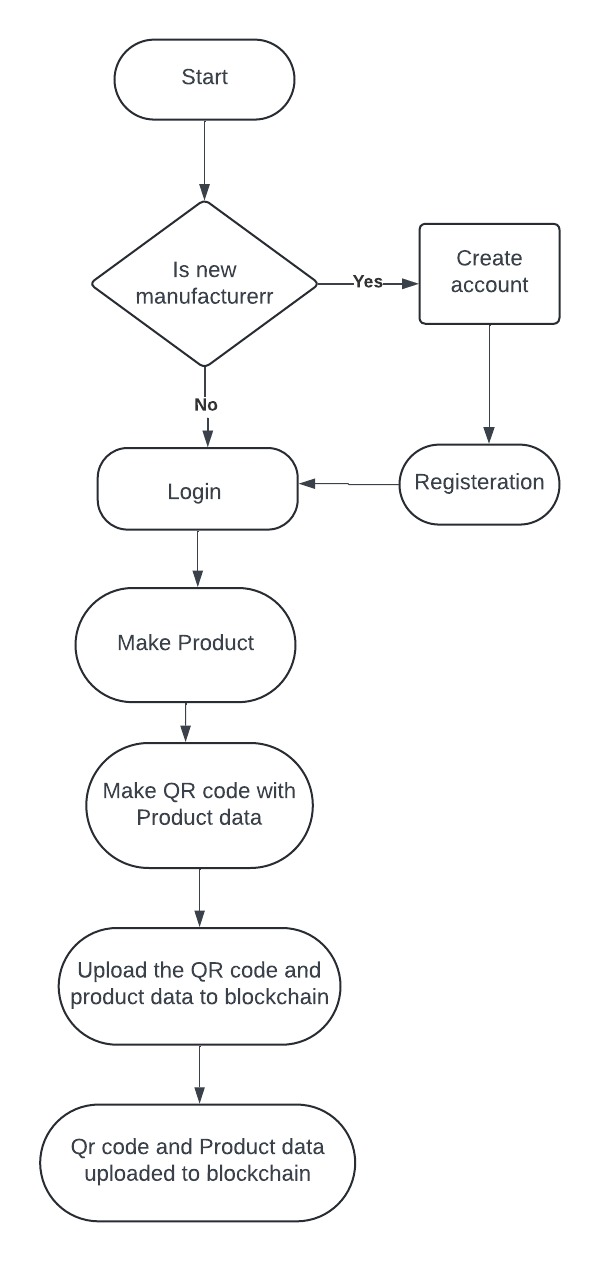 Start
Is new
manufacturerr
Yes
Create
account
No
Login
Registeration
Make Product
Make QR code with
Product data
Upload the QR code and
product data to blockchain
Qr code and Product data
uploaded to blockchain